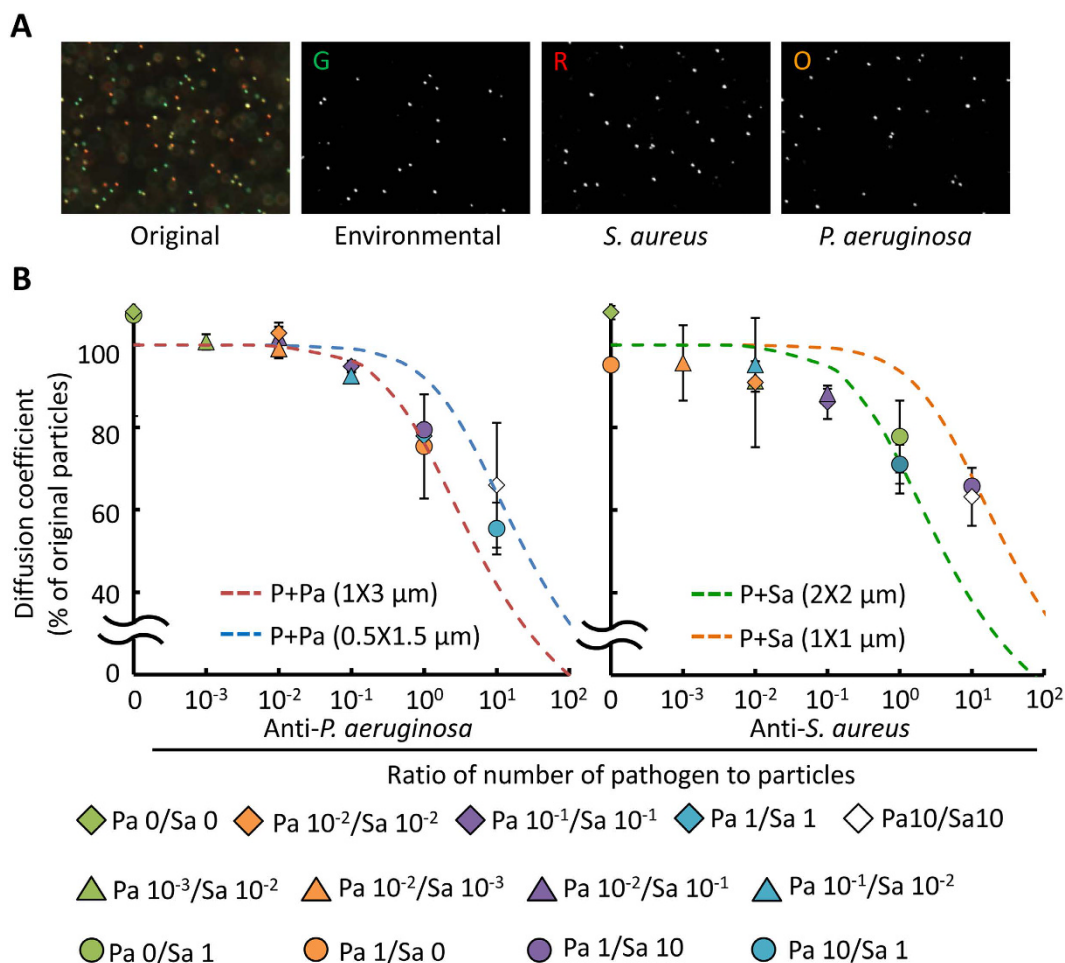 A
G
R
O
Original
Environmental
S. aureus
P. aeruginosa
B
Diffusion coefficient
(% of original particles)
100
80
60
40
0
P+Pa (1X3 μm)
P+Pa (0.5X1.5 μm)
P+Sa (2X2 μm)
P+Sa (1X1 μm)
0 10⁻³ 10⁻² 10⁻¹ 10⁰ 10¹ 10²
0 10⁻³ 10⁻² 10⁻¹ 10⁰ 10¹ 10²
Anti-P. aeruginosa
Anti-S. aureus
Ratio of number of pathogen to particles
Pa 0/Sa 0
Pa 10⁻²/Sa 10⁻²
Pa 10⁻¹/Sa 10⁻¹
Pa 1/Sa 1
Pa10/Sa10
Pa 10⁻³/Sa 10⁻²
Pa 10⁻²/Sa 10⁻³
Pa 10⁻²/Sa 10⁻¹
Pa 10⁻¹/Sa 10⁻²
Pa 0/Sa 1
Pa 1/Sa 0
Pa 1/Sa 10
Pa 10/Sa 1